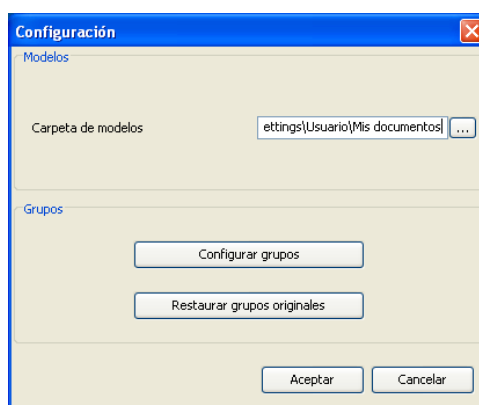 Configuración
Modelos
Carpeta de modelos ettings\Usuario\Mis documentos ...
Grupos
Configurar grupos
Restaurar grupos originales
Aceptar Cancelar